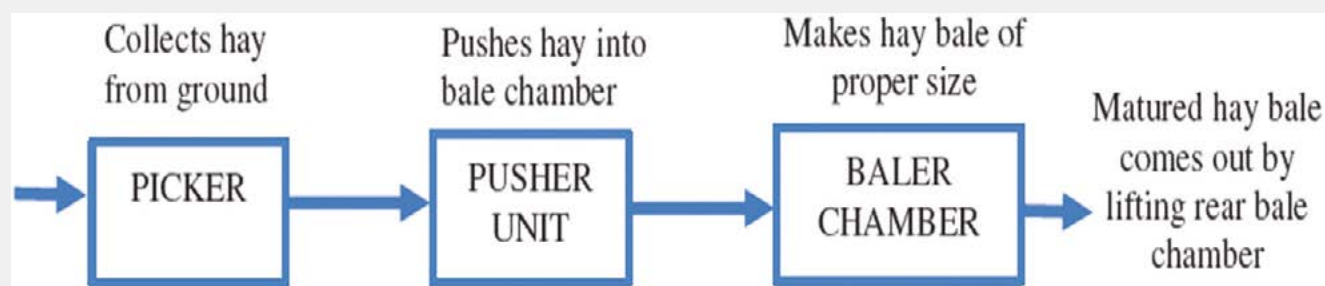 Collects hay
from ground
PICKER
Pushes hay into
bale chamber
PUSHER
UNIT
Makes hay bale of
proper size
BALER
CHAMBER
Matured hay bale
comes out by
lifting rear bale
chamber